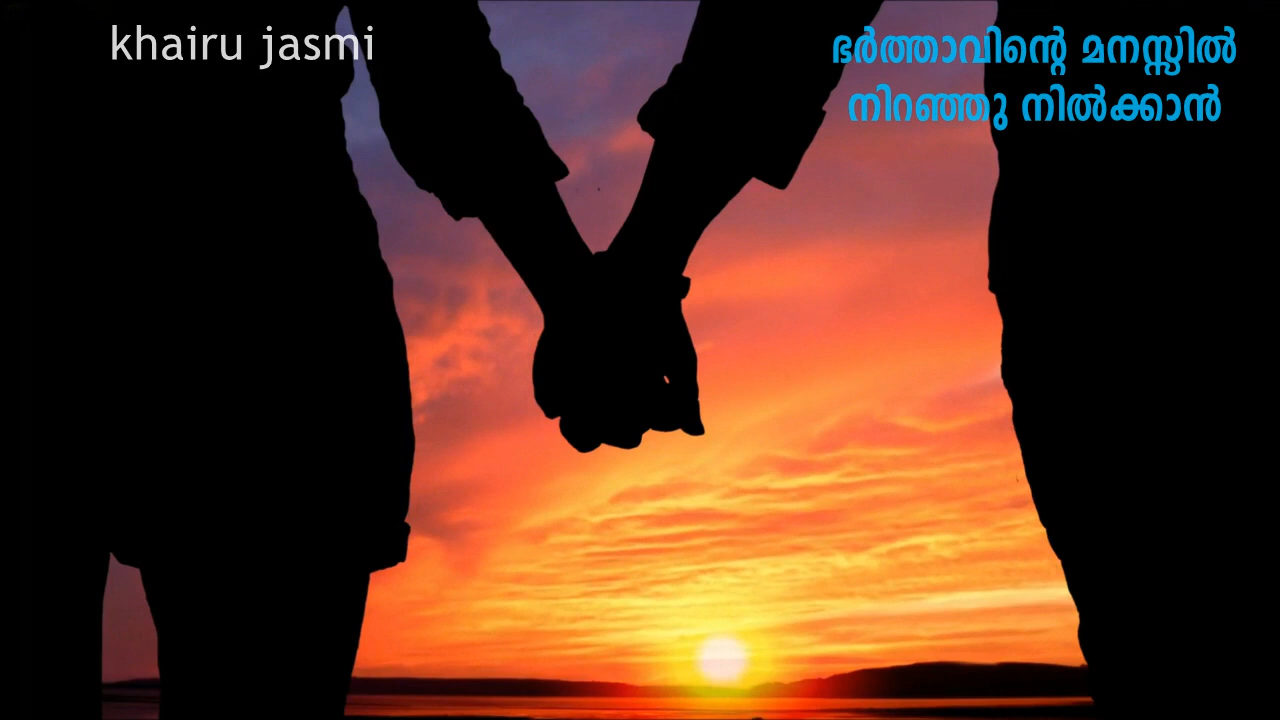 khairu jasmi
ഭർത്താവിന്റെ മനസ്സിൽ
നിറഞ്ഞു നിൽക്കാൻ